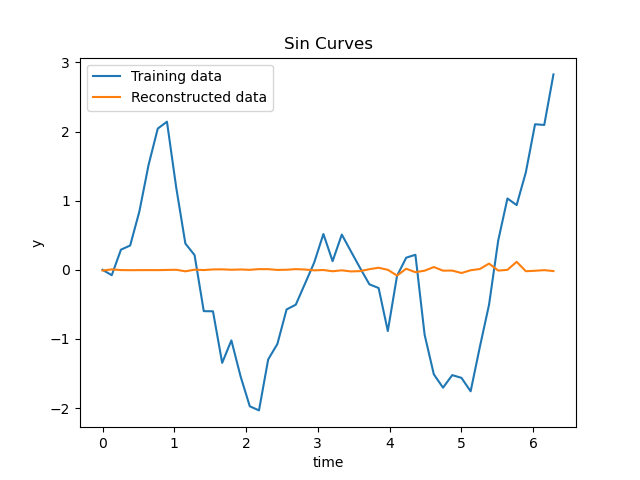 Sin Curves
Training data
Reconstructed data
3
2
1
0
−1
−2
y
0 1 2 3 4 5 6
time